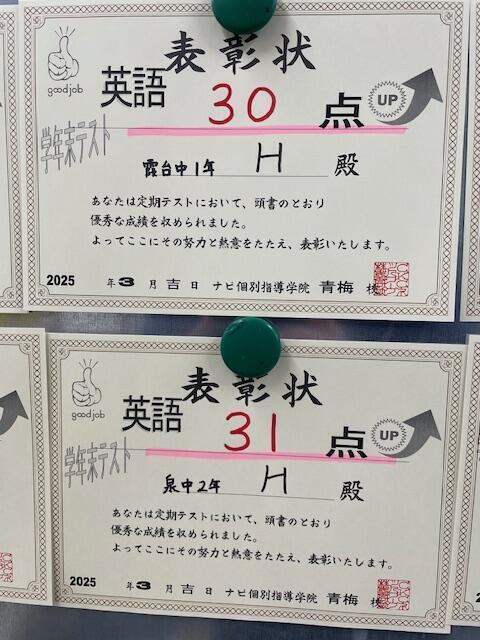 good job
表彰状
英語 30点 UP
学年末テスト
霞台中1年 H 殿
あなたは定期テストにおいて、頭書のとおり
優秀な成績を収められました。
よってここにその努力と熱意をたたえ、表彰いたします。
2025 年 3 月 吉 日 ナビ個別指導学院 青梅 校
good job
表彰状
英語 31点 UP
学年末テスト
泉中2年 H 殿
あなたは定期テストにおいて、頭書のとおり
優秀な成績を収められました。
よってここにその努力と熱意をたたえ、表彰いたします。
2025 年 3 月 吉 日 ナビ個別指導学院 青梅 校